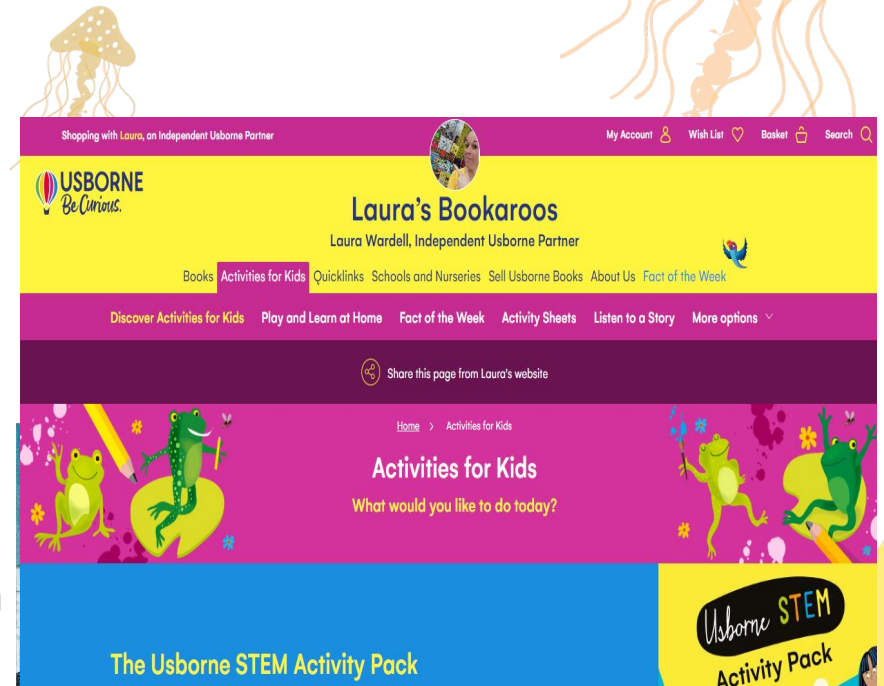 Shopping with Laura, an Independent Usborne Partner
My Account Wish List Basket Search
USBORNE
Be Curious.
Laura's Bookaroos
Laura Wardell, Independent Usborne Partner
Books Activities for Kids Quicklinks Schools and Nurseries Sell Usborne Books About Us Fact of the Week
Discover Activities for Kids Play and Learn at Home Fact of the Week Activity Sheets Listen to a Story More options
Share this page from Laura's website
Home > Activities for Kids
Activities for Kids
What would you like to do today?
Usborne STEM
Activity Pack
The Usborne STEM Activity Pack